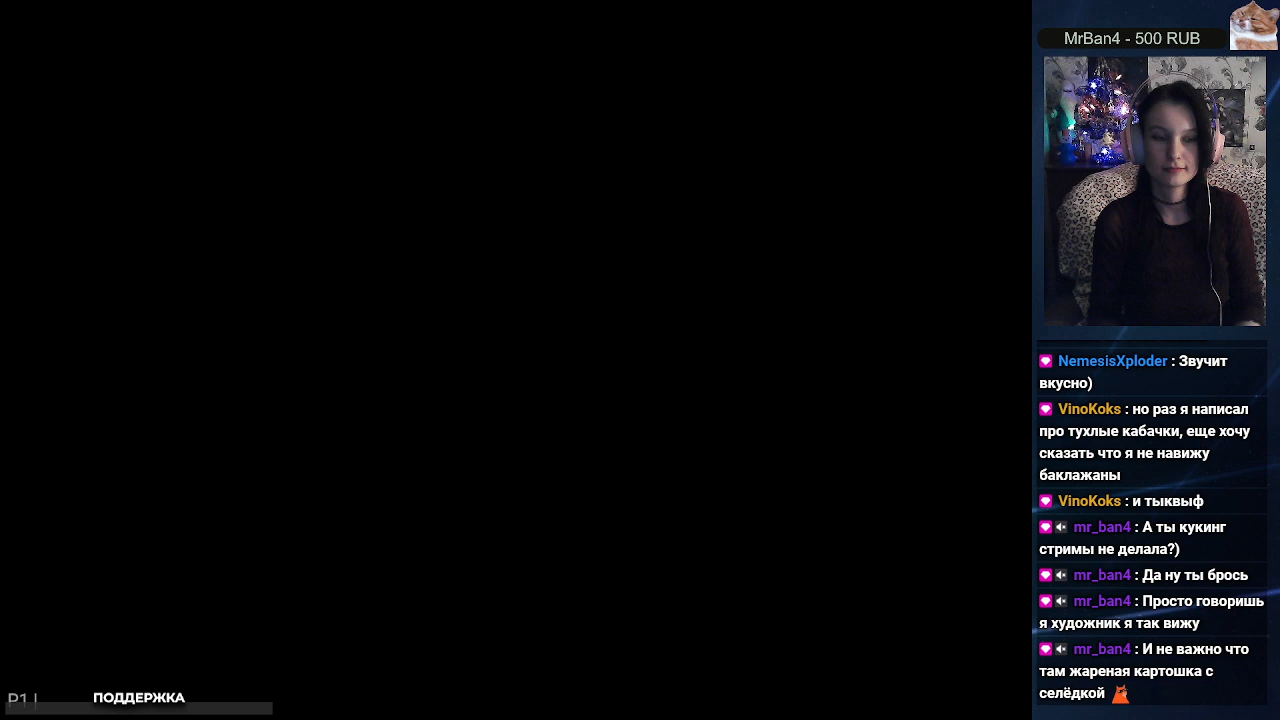 MrBan4 - 500 RUB
NemesisXploder : Звучит
вкусно)
VinoKoks : но раз я написал
про тухлые кабачки, еще хочу
сказать что я не навижу
баклажаны
VinoKoks : и тыквыф
mr_ban4 : А ты кукинг
стримы не делала?)
mr_ban4 : Да ну ты брось
mr_ban4 : Просто говоришь
я художник я так вижу
mr_ban4 : И не важно что
там жареная картошка с
селёдкой
ПОДДЕРЖКА